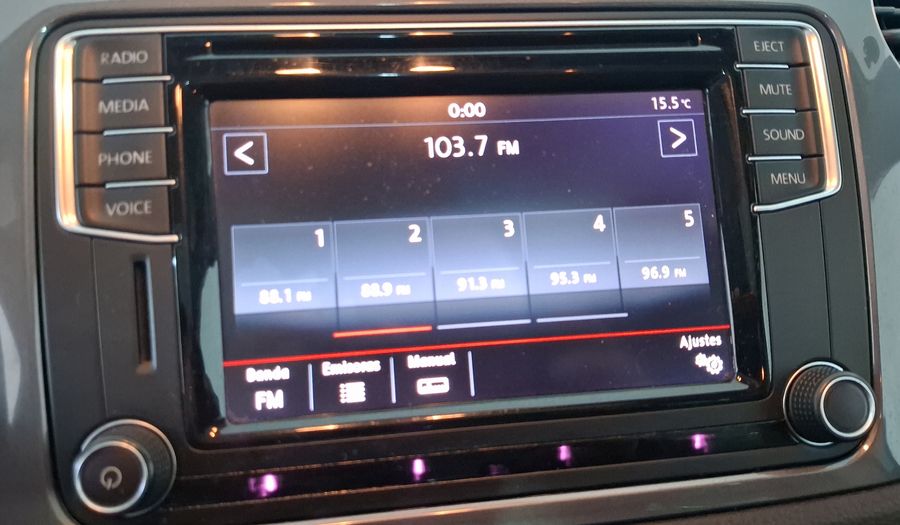 RADIO
MEDIA
PHONE
VOICE
EJECT
MUTE
SOUND
MENU
0:00
15.5°C
< 103.7 FM >
1 2 3 4 5
88.1 FM 88.9 FM 91.3 FM 95.3 FM 96.9 FM
Banda Emisoras Manual Ajustes
FM